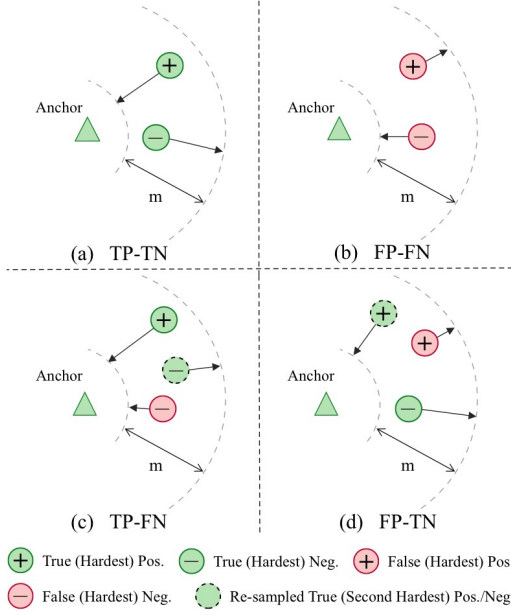 Anchor
m
(a) TP-TN
Anchor
m
(b) FP-FN
Anchor
m
(c) TP-FN
Anchor
m
(d) FP-TN
+ True (Hardest) Pos. − True (Hardest) Neg. + False (Hardest) Pos
− False (Hardest) Neg. Re-sampled True (Second Hardest) Pos./Neg